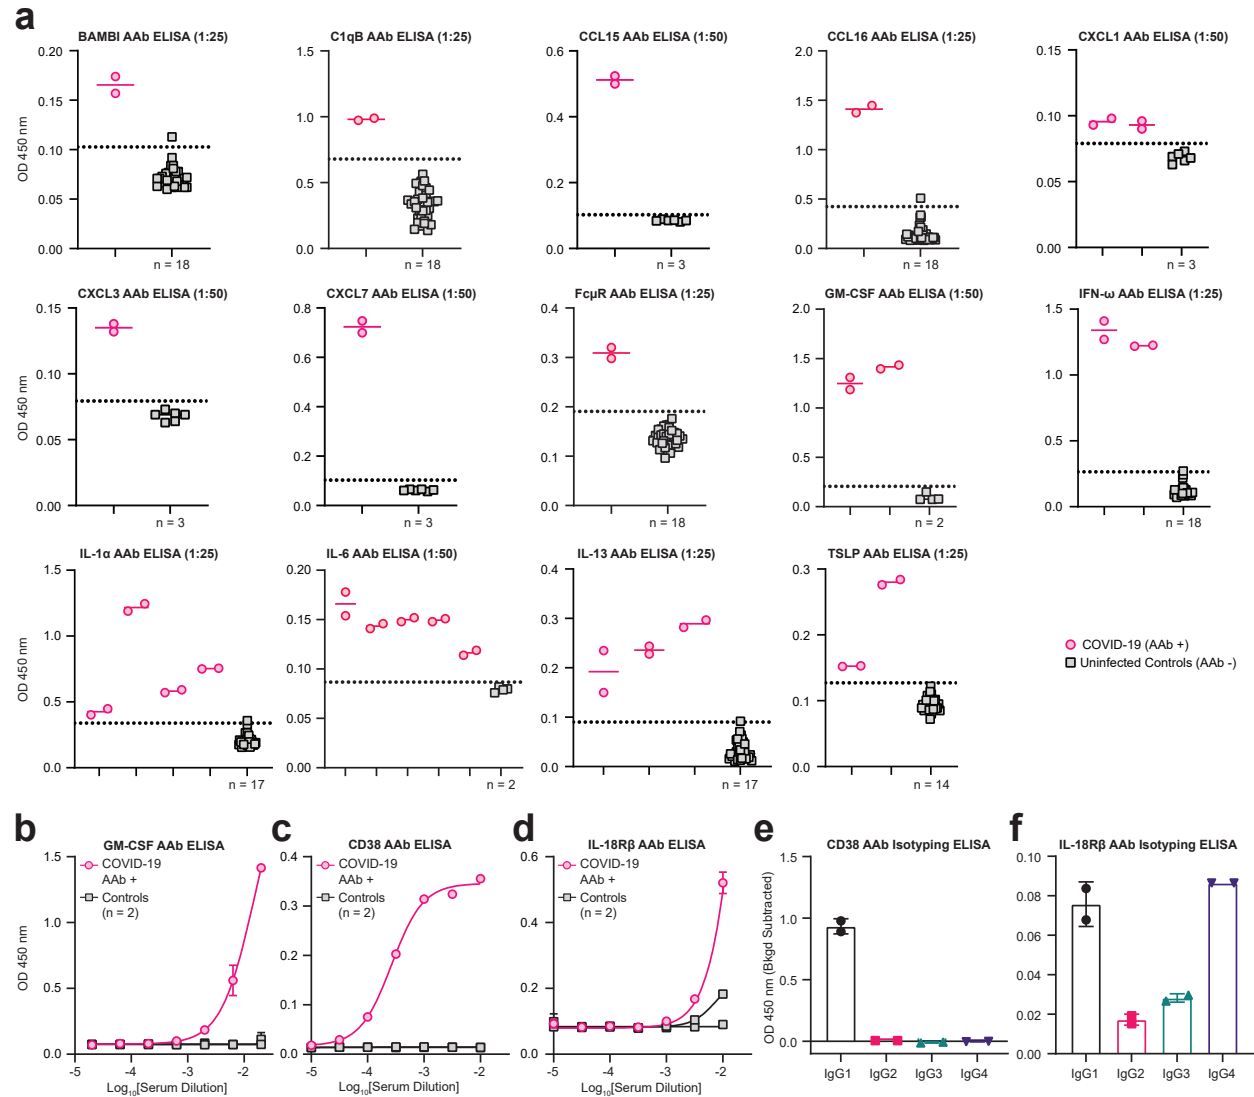 a
BAMBI AAb ELISA (1:25)
C1qB AAb ELISA (1:25)
CCL15 AAb ELISA (1:50)
CCL16 AAb ELISA (1:25)
CXCL1 AAb ELISA (1:50)
OD 450 nm
0.20
0.15
0.10
0.05
0.00
n = 18
1.5
1.0
0.5
0.0
n = 18
0.6
0.4
0.2
0.0
n = 3
2.0
1.5
1.0
0.5
0.0
n = 18
0.15
0.10
0.05
0.00
n = 3
CXCL3 AAb ELISA (1:50)
CXCL7 AAb ELISA (1:50)
FcµR AAb ELISA (1:25)
GM-CSF AAb ELISA (1:50)
IFN-ω AAb ELISA (1:25)
OD 450 nm
0.15
0.10
0.05
0.00
n = 3
0.8
0.6
0.4
0.2
0.0
n = 3
0.4
0.3
0.2
0.1
0.0
n = 18
2.0
1.5
1.0
0.5
0.0
n = 2
1.5
1.0
0.5
0.0
n = 18
IL-1α AAb ELISA (1:25)
IL-6 AAb ELISA (1:50)
IL-13 AAb ELISA (1:25)
TSLP AAb ELISA (1:25)
OD 450 nm
1.5
1.0
0.5
0.0
n = 17
0.20
0.15
0.10
0.05
0.00
n = 2
0.4
0.3
0.2
0.1
0.0
n = 17
0.3
0.2
0.1
0.0
n = 14
COVID-19 (AAb +)
Uninfected Controls (AAb -)
b
GM-CSF AAb ELISA
OD 450 nm
1.5
1.0
0.5
0.0
COVID-19
AAb +
Controls
(n = 2)
-5
-4
-3
-2
Log10[Serum Dilution]
c
CD38 AAb ELISA
0.4
0.3
0.2
0.1
0.0
COVID-19
AAb +
Controls
(n = 2)
-5
-4
-3
-2
Log10[Serum Dilution]
d
IL-18Rβ AAb ELISA
0.6
0.4
0.2
0.0
COVID-19
AAb +
Controls
(n = 2)
-5
-4
-3
-2
Log10[Serum Dilution]
e
CD38 AAb Isotyping ELISA
OD 450 nm (Bkgd Subtracted)
1.5
1.0
0.5
0.0
IgG1
IgG2
IgG3
IgG4
f
IL-18Rβ AAb Isotyping ELISA
0.10
0.08
0.06
0.04
0.02
0.00
IgG1
IgG2
IgG3
IgG4